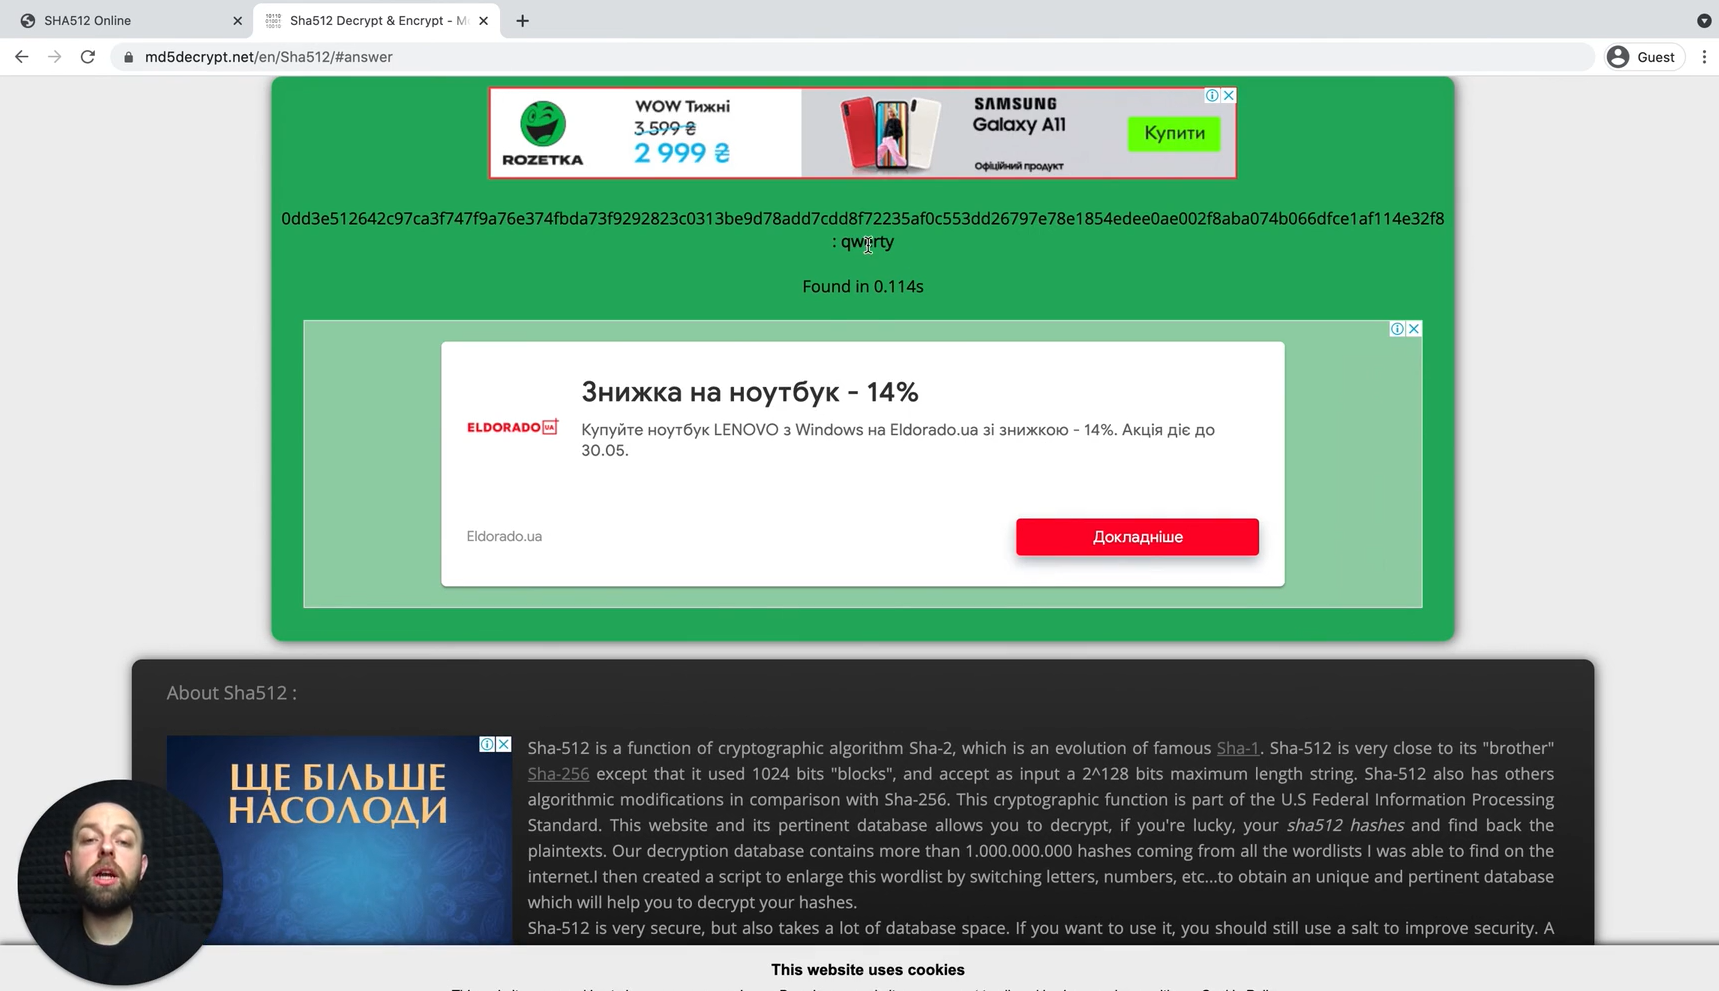 SHA512 Online
Sha512 Decrypt & Encrypt - M
md5decrypt.net/en/Sha512/#answer
Guest
ROZETKA
WOW Тижні
3 599 ₴
2 999 ₴
SAMSUNG
Galaxy A11
Офіційний продукт
Купити
0dd3e512642c97ca3f747f9a76e374fbda73f9292823c0313be9d78add7cdd8f72235af0c553dd26797e78e1854edee0ae002f8aba074b066dfce1af114e32f8
: qwerty
Found in 0.114s
Знижка на ноутбук - 14%
ELDORADO UA
Купуйте ноутбук LENOVO з Windows на Eldorado.ua зі знижкою - 14%. Акція діє до
30.05.
Eldorado.ua
Докладніше
About Sha512 :
ЩЕ БІЛЬШЕ
НАСОЛОДИ
Sha-512 is a function of cryptographic algorithm Sha-2, which is an evolution of famous Sha-1. Sha-512 is very close to its "brother"
Sha-256 except that it used 1024 bits "blocks", and accept as input a 2^128 bits maximum length string. Sha-512 also has others
algorithmic modifications in comparison with Sha-256. This cryptographic function is part of the U.S Federal Information Processing
Standard. This website and its pertinent database allows you to decrypt, if you're lucky, your sha512 hashes and find back the
plaintexts. Our decryption database contains more than 1.000.000.000 hashes coming from all the wordlists I was able to find on the
internet.I then created a script to enlarge this wordlist by switching letters, numbers, etc...to obtain an unique and pertinent database
which will help you to decrypt your hashes.
Sha-512 is very secure, but also takes a lot of database space. If you want to use it, you should still use a salt to improve security. A
This website uses cookies